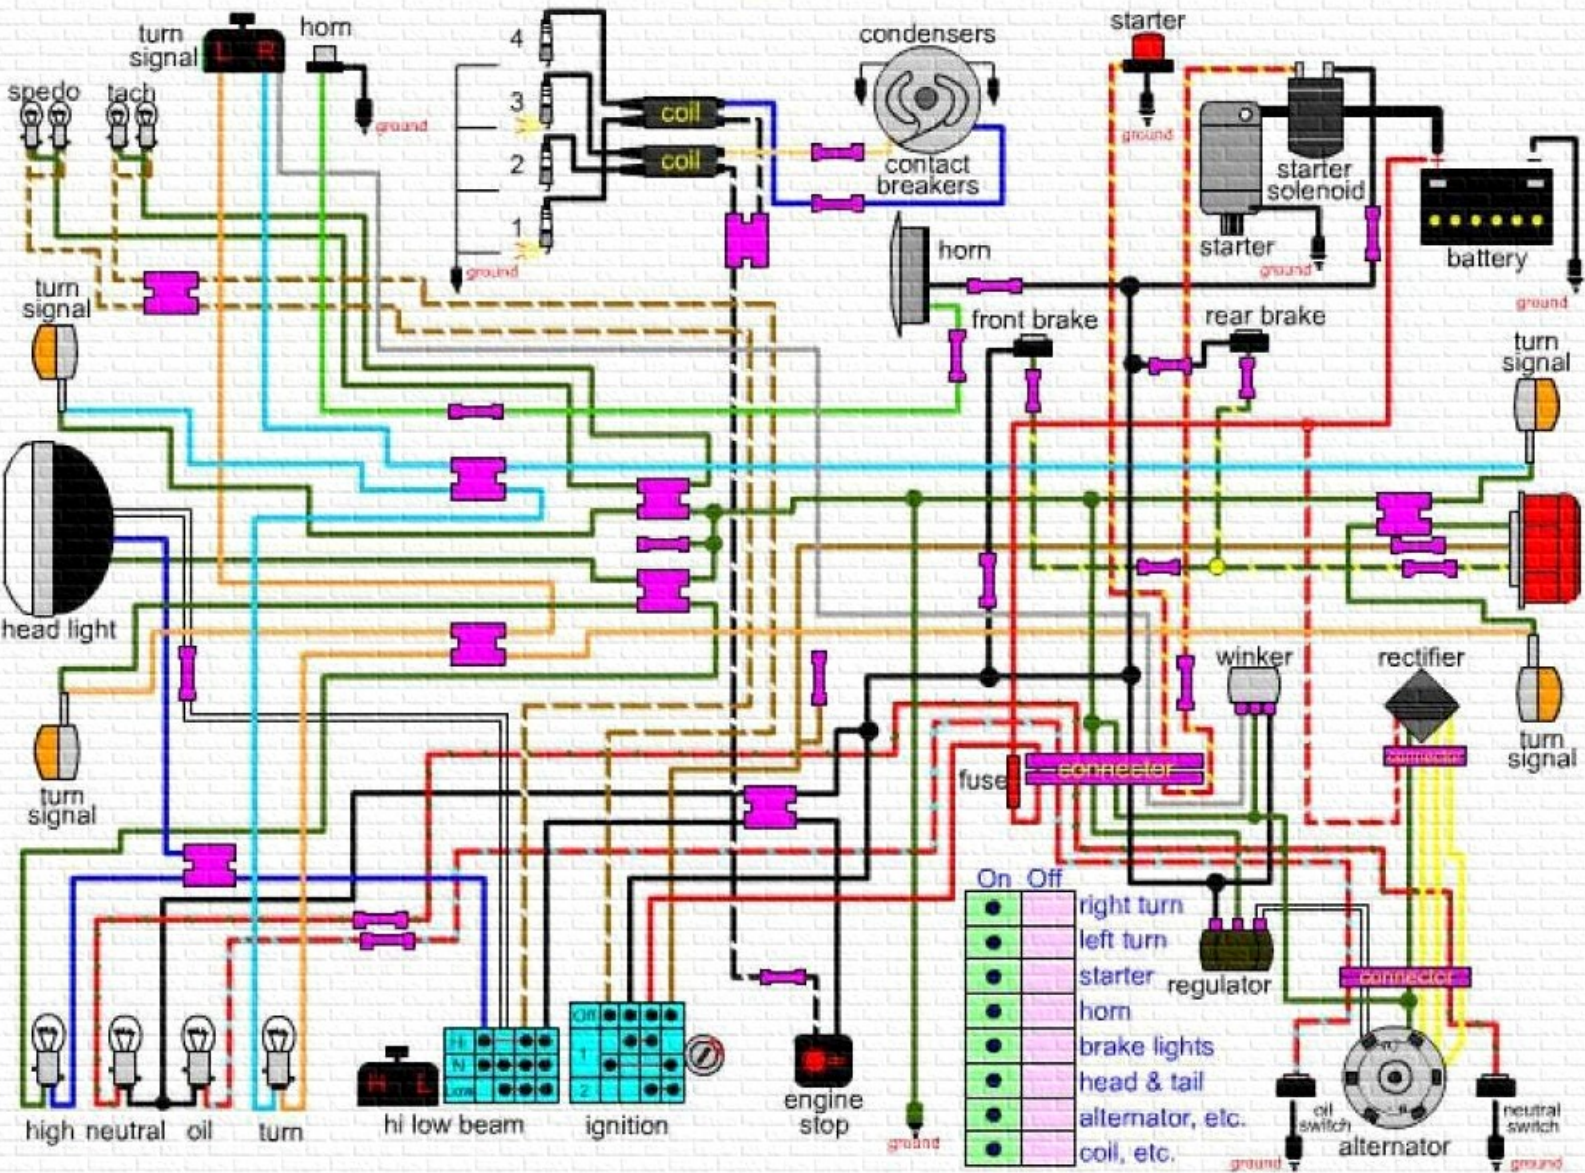 turn
signal
L R
horn
4
3
2
1
coil
coil
condensers
contact
breakers
starter
ground
starter
solenoid
starter
ground
battery
ground
spedo
tach
ground
ground
horn
front brake
rear brake
turn
signal
turn
signal
head light
winker
rectifier
connector
fuse
connector
turn
signal
turn
signal
On Off
right turn
left turn
starter
horn
brake lights
head & tail
alternator, etc.
coil, etc.
regulator
connector
Hi
N
Low
H L
Off
1
2
high
neutral
oil
turn
hi low beam
ignition
engine
stop
ground
oil
switch
ground
alternator
neutral
switch
ground